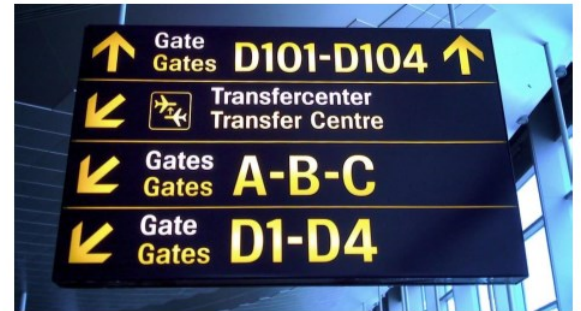 Gate
Gates D101-D104
Transfercenter
Transfer Centre
Gates
Gates A-B-C
Gate
Gates D1-D4